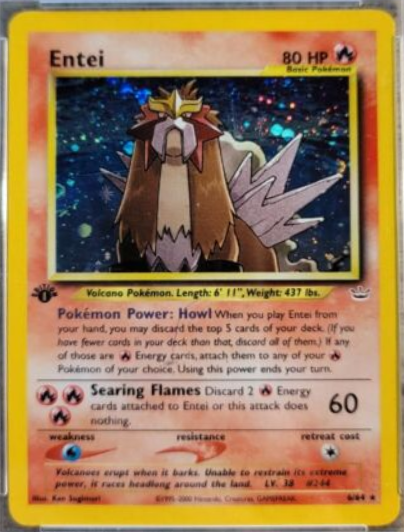 Entei 80 HP
Basic Pokémon
1
Volcano Pokémon. Length: 6' 11", Weight: 437 lbs.
Pokémon Power: Howl When you play Entei from
your hand, you may discard the top 5 cards of your deck. (If you
have fewer cards in your deck than that, discard all of them.) If any
of those are Energy cards, attach them to any of your
Pokémon of your choice. Using this power ends your turn.
Searing Flames Discard 2 Energy
cards attached to Entei or this attack does
nothing.
60
weakness resistance retreat cost
Volcanoes erupt when it barks. Unable to restrain its extreme
power, it races headlong around the land. LV. 38 #244
Illus. Ken Sugimori ©1995-2000 Nintendo, Creatures, GAMEFREAK. 6/64 ★